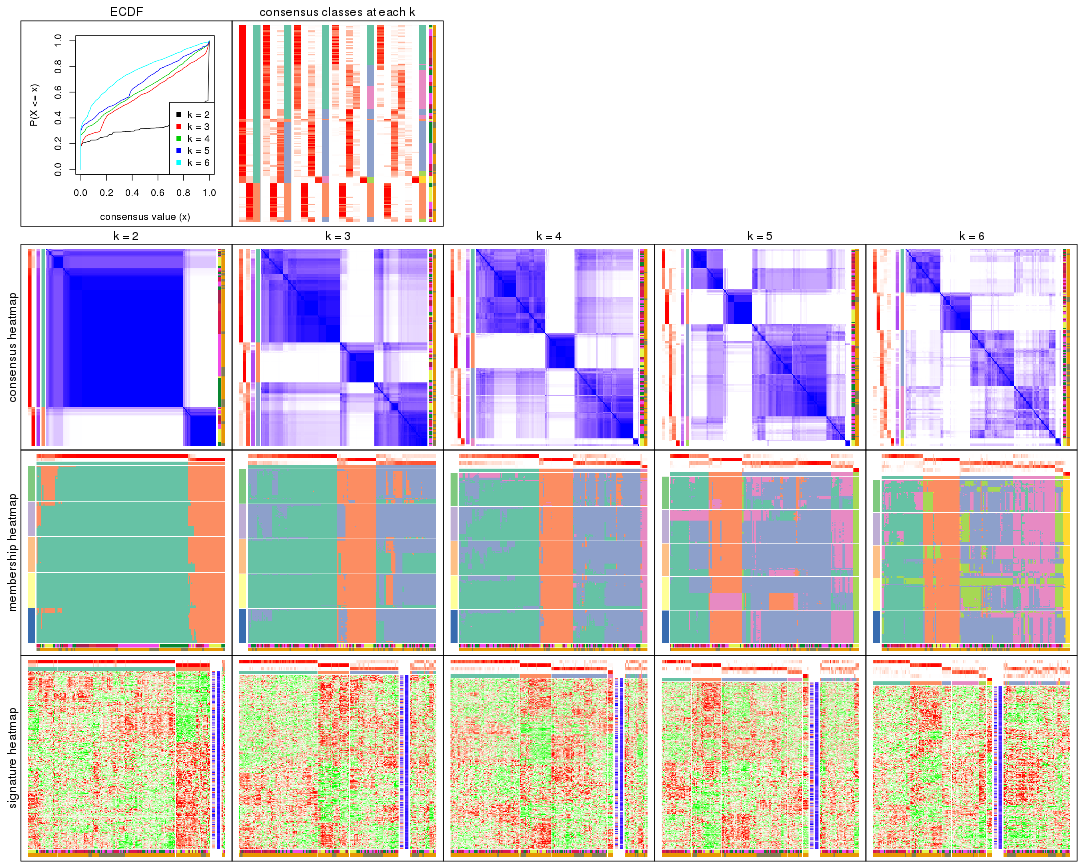 ECDF
consensus classes at each k
P(X <= x)
1.0
0.8
0.6
0.4
0.2
0.0
k = 2
k = 3
k = 4
k = 5
k = 6
0.0 0.2 0.4 0.6 0.8 1.0
consensus value (x)
k = 2 k = 3 k = 4 k = 5 k = 6
consensus heatmap
membership heatmap
signature heatmap